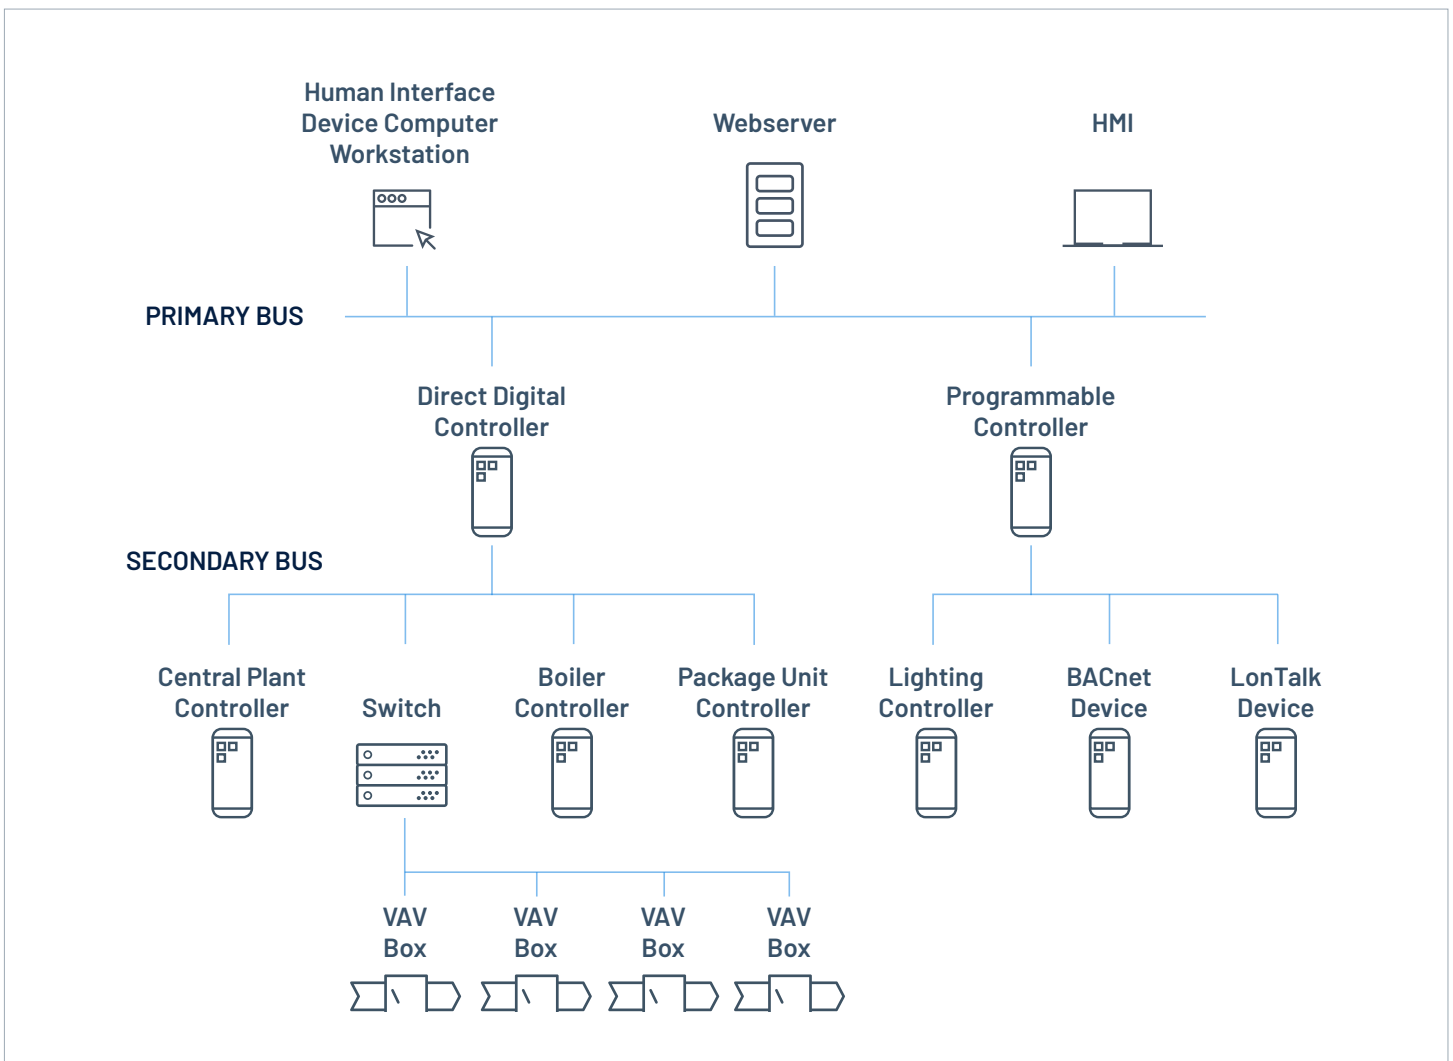 Human Interface
Device Computer
Workstation
Webserver
HMI
PRIMARY BUS
Direct Digital
Controller
Programmable
Controller
SECONDARY BUS
Central Plant
Controller
Switch
Boiler
Controller
Package Unit
Controller
Lighting
Controller
BACnet
Device
LonTalk
Device
VAV
Box
VAV
Box
VAV
Box
VAV
Box